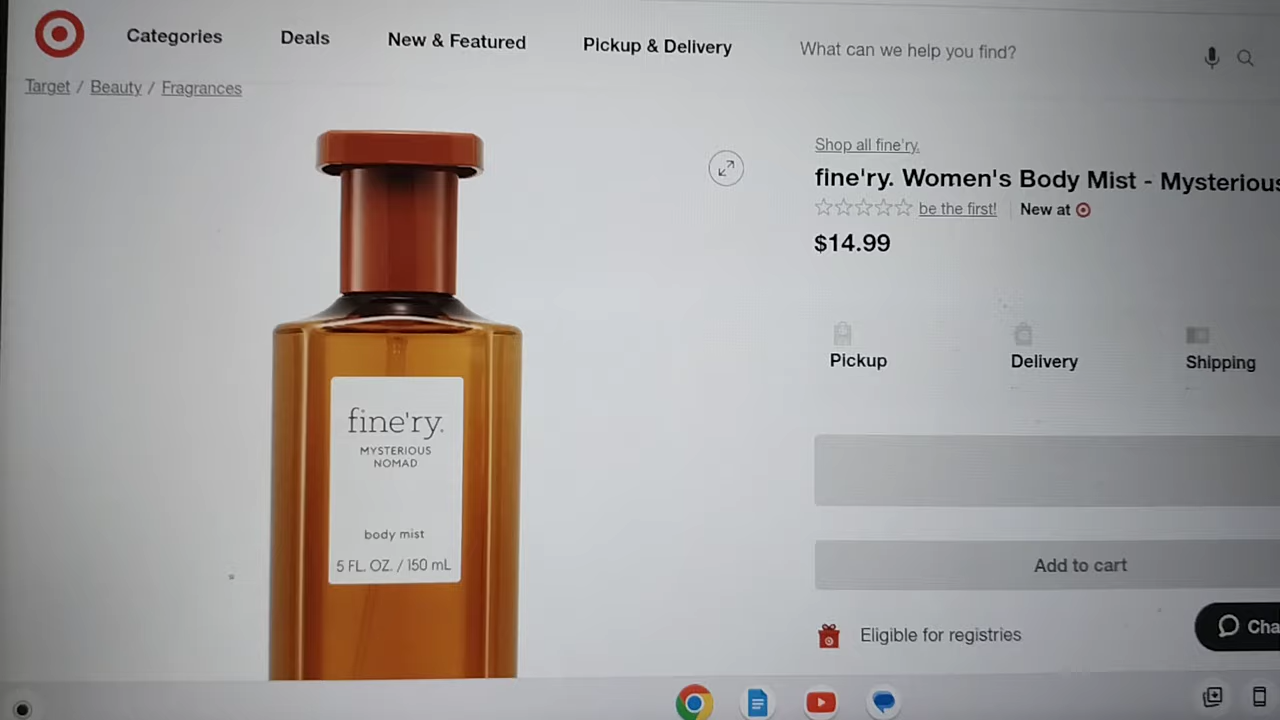 Categories
Deals
New & Featured
Pickup & Delivery
What can we help you find?
Target / Beauty / Fragrances
Shop all fine'ry.
fine'ry. Women's Body Mist - Mysterious
be the first!
New at
$14.99
Pickup
Delivery
Shipping
fine'ry.
MYSTERIOUS
NOMAD
body mist
5 FL. OZ. / 150 mL
Add to cart
Eligible for registries
Cha